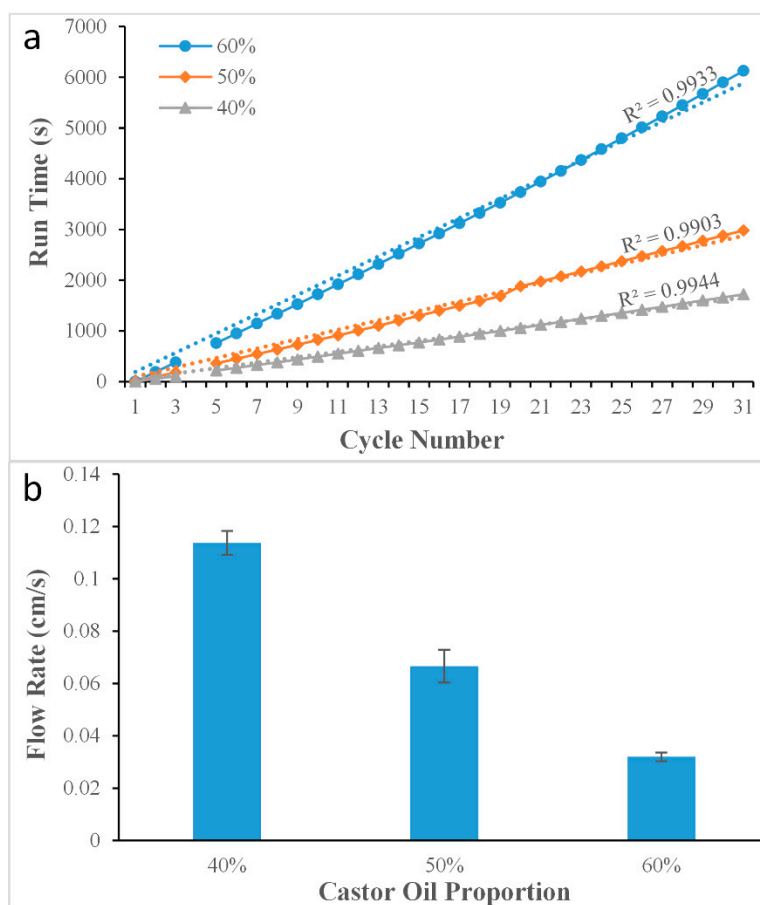 a
7000
6000
5000
4000
3000
2000
1000
0
Run Time (s)
60%
50%
40%
R² = 0.9933
R² = 0.9903
R² = 0.9944
1 3 5 7 9 11 13 15 17 19 21 23 25 27 29 31
Cycle Number
b
0.14
0.12
0.1
0.08
0.06
0.04
0.02
0
Flow Rate (cm/s)
40% 50% 60%
Castor Oil Proportion